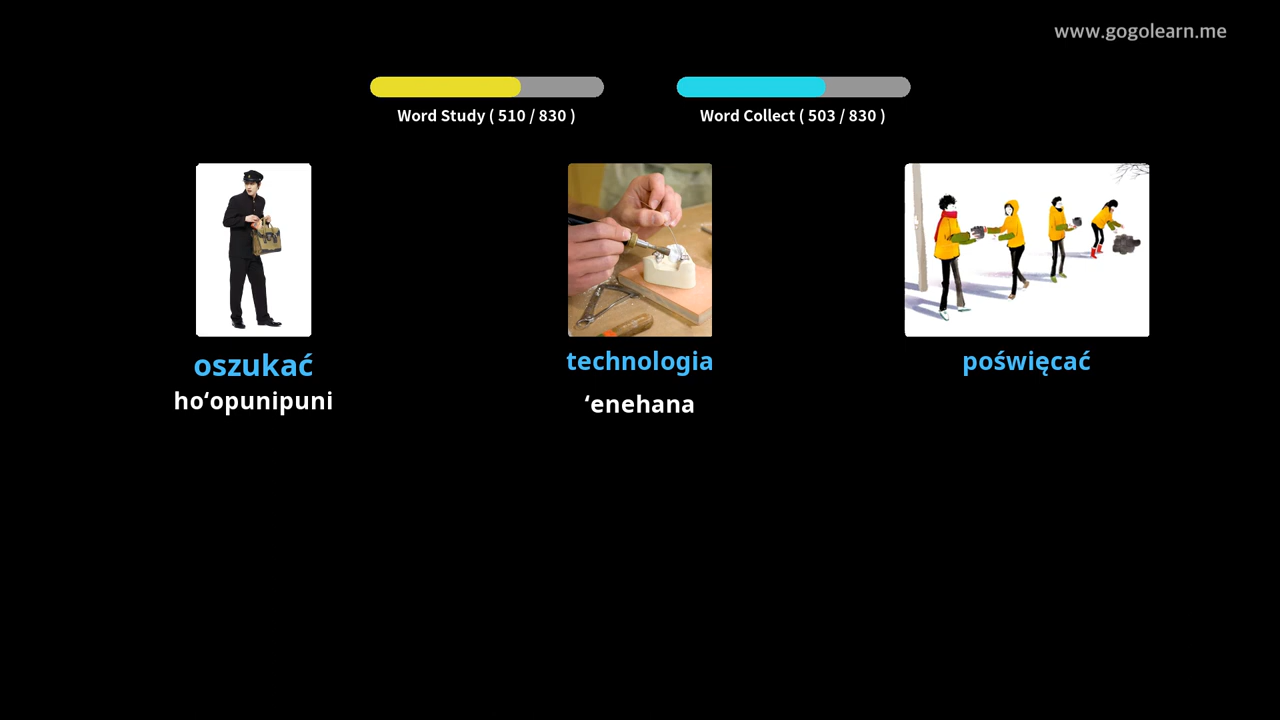 www.gogolearn.me
Word Study ( 510 / 830 )
Word Collect ( 503 / 830 )
oszukać
hoʻopunipuni
technologia
ʻenehana
poświęcać